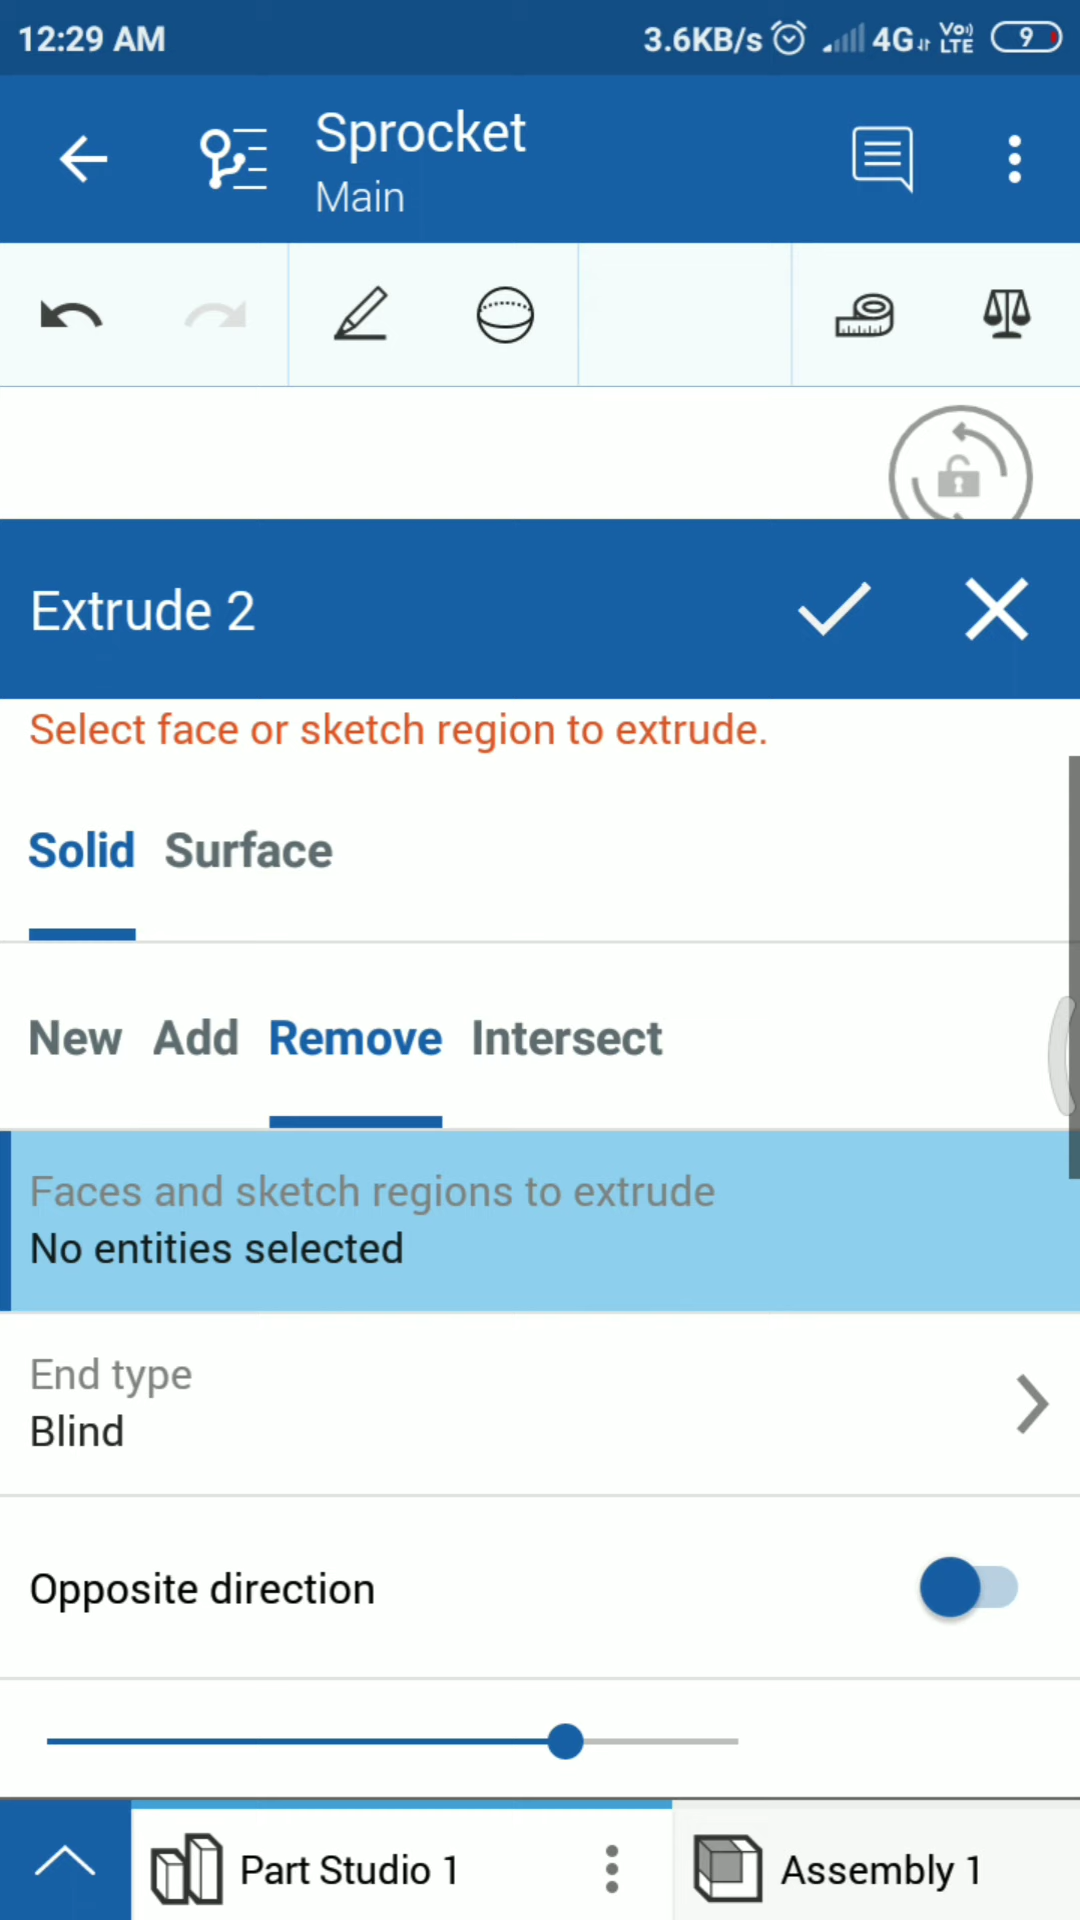 12:29 AM 3.6KB/s 4G Vo) LTE 9
Sprocket
Main
Extrude 2
Select face or sketch region to extrude.
Solid Surface
New Add Remove Intersect
Faces and sketch regions to extrude
No entities selected
End type
Blind
Opposite direction
Part Studio 1 Assembly 1